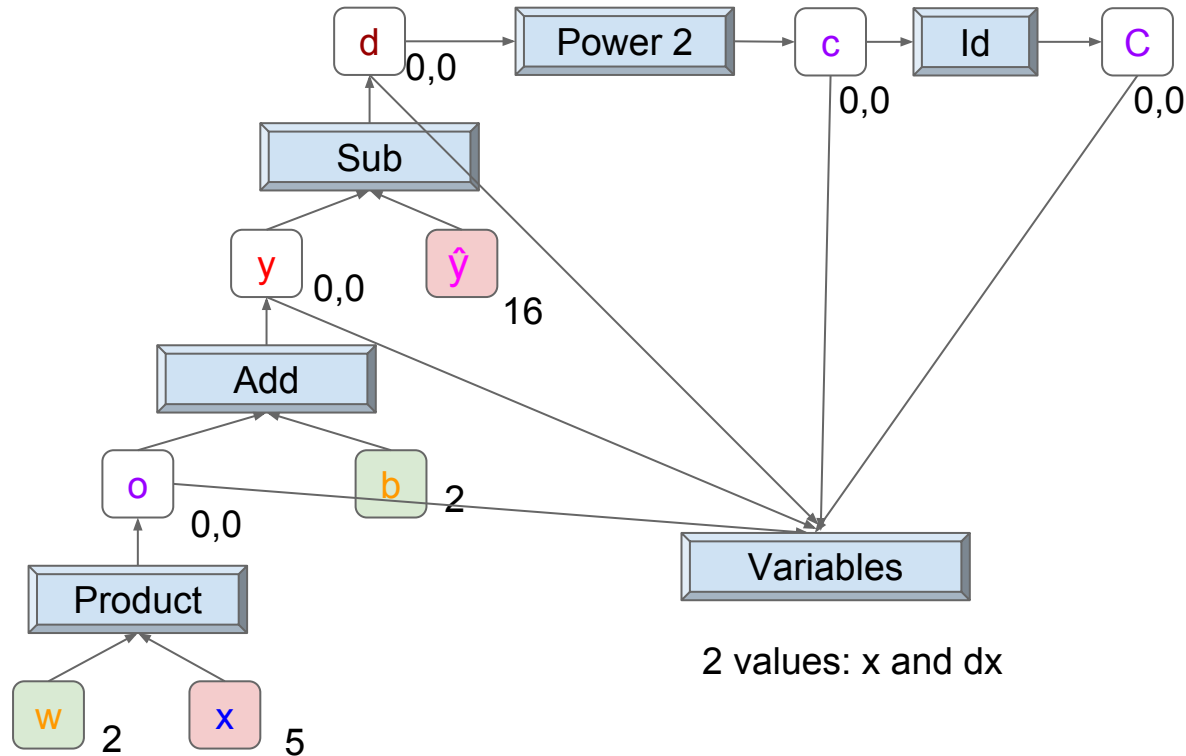 d
0,0
Power 2
c
0,0
Id
C
0,0
Sub
y
0,0
ŷ
16
Add
o
0,0
b
2
Variables
Product
2 values: x and dx
w
2
x
5